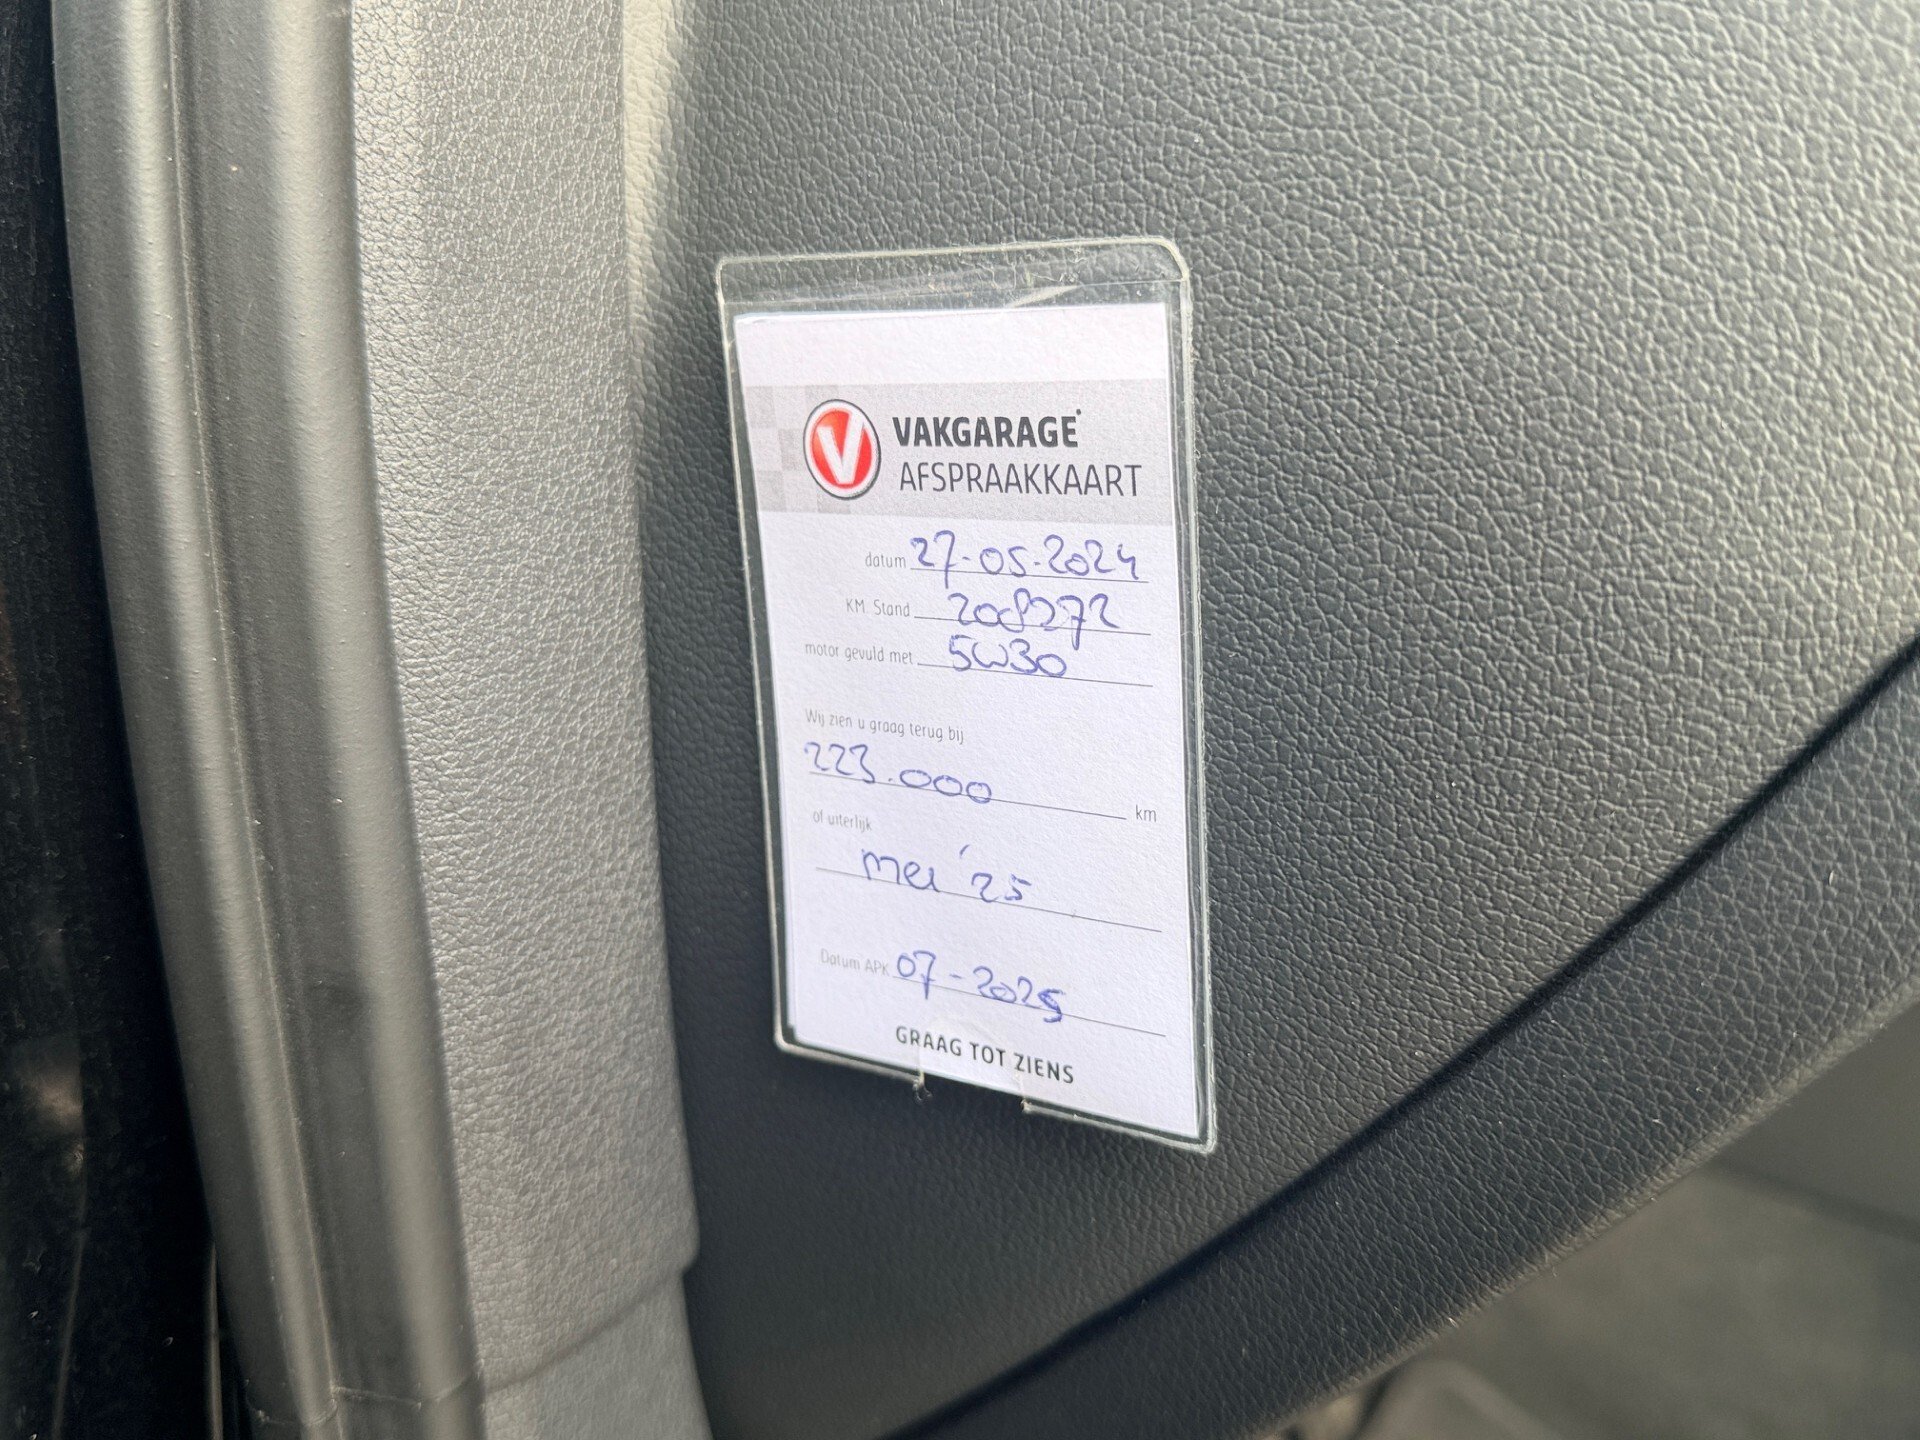 V VAKGARAGE
AFSPRAAKKAART
datum 27-05-2024
KM. Stand 208272
motor gevuld met 5W30
Wij zien u graag terug bij
223.000 km
of uiterlijk
mei '25
Datum APK 07-2025
GRAAG TOT ZIENS